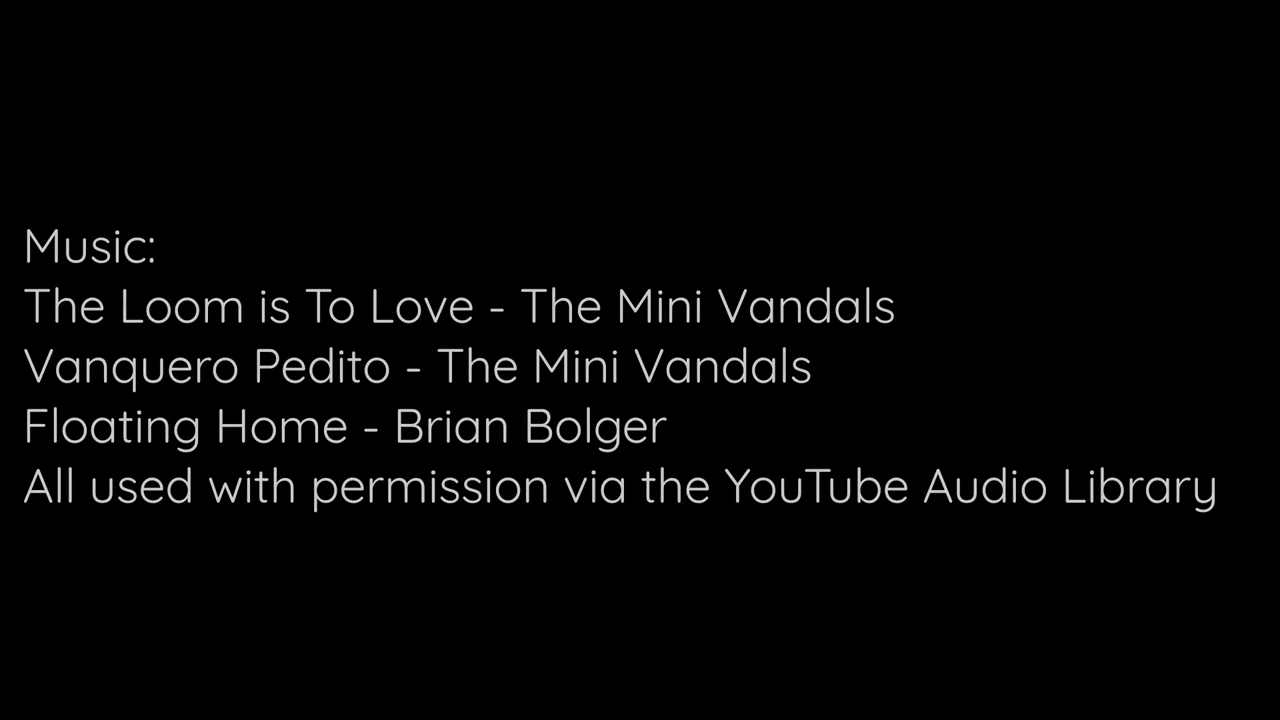 Music:
The Loom is To Love - The Mini Vandals
Vanquero Pedito - The Mini Vandals
Floating Home - Brian Bolger
All used with permission via the YouTube Audio Library